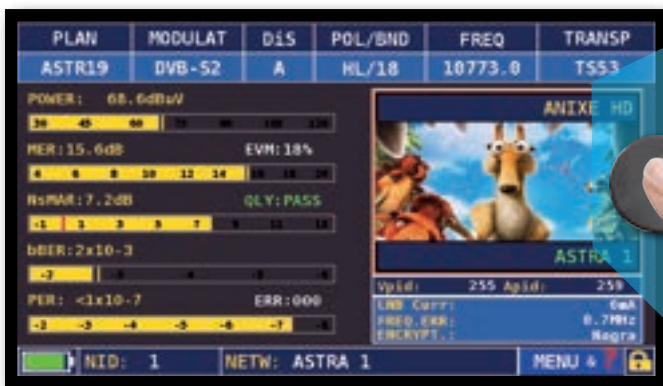 PLAN MODULAT DiS POL/BND FREQ TRANSP
ASTR19 DVB-S2 A HL/18 10773.0 TS53
POWER: 68.6dBuV
30 45 60 75 90 105 120
ANIXE HD
MER:15.6dB EVM:18%
4 6 8 10 12 14 16 18 20
NsMAR:7.2dB QLY:PASS
-1 1 3 5 7 9 11 13
bBER:2x10-3
-2 -3 -4 -5 -6
ASTRA 1
PER: <1x10-7 ERR:000
-2 -3 -4 -5 -6 -7 -8
Vpid: 255 Apid: 259
LNB Curr: 0mA
FREQ.ERR: 0.7MHz
ENCRYPT.: Nagra
NID: 1 NETW: ASTRA 1 MENU & ?